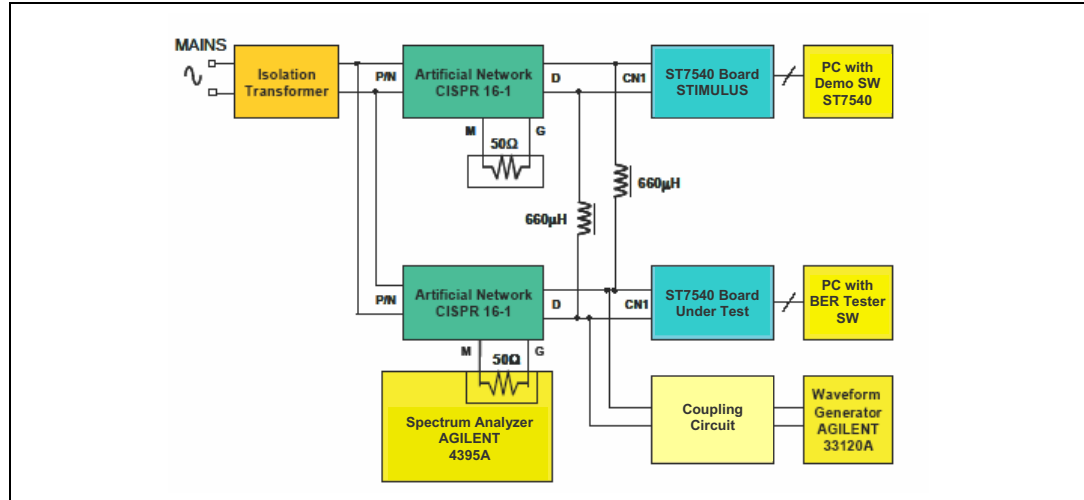 MAINS
Isolation
Transformer
P/N
Artificial Network
CISPR 16-1
D
CN1
ST7540 Board
STIMULUS
PC with
Demo SW
ST7540
M
G
50Ω
660µH
660µH
P/N
Artificial Network
CISPR 16-1
D
CN1
ST7540 Board
Under Test
PC with
BER Tester
SW
M
G
50Ω
Spectrum Analyzer
AGILENT
4395A
Coupling
Circuit
Waveform
Generator
AGILENT
33120A